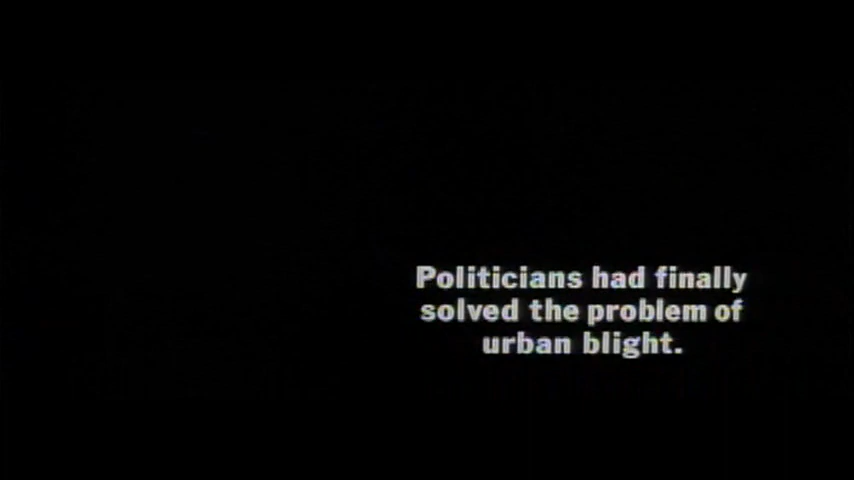 Politicians had finally
solved the problem of
urban blight.